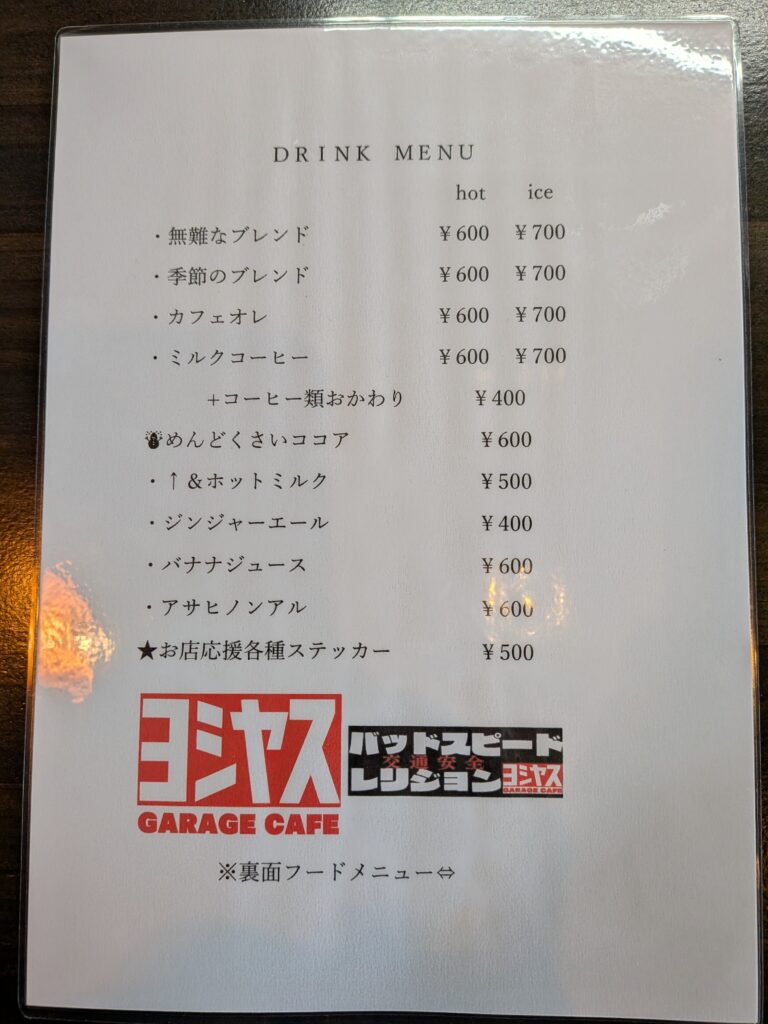 DRINK MENU
hot ice
・無難なブレンド ￥600 ￥700
・季節のブレンド ￥600 ￥700
・カフェオレ ￥600 ￥700
・ミルクコーヒー ￥600 ￥700
+コーヒー類おかわり ￥400
☃めんどくさいココア ￥600
・↑＆ホットミルク ￥500
・ジンジャーエール ￥400
・バナナジュース ￥600
・アサヒノンアル ￥600
★お店応援各種ステッカー ￥500
ヨシヤス
GARAGE CAFE
バッドスピード
交通安全
レリジョン
ヨシヤス
GARAGE CAFE
※裏面フードメニュー⇔